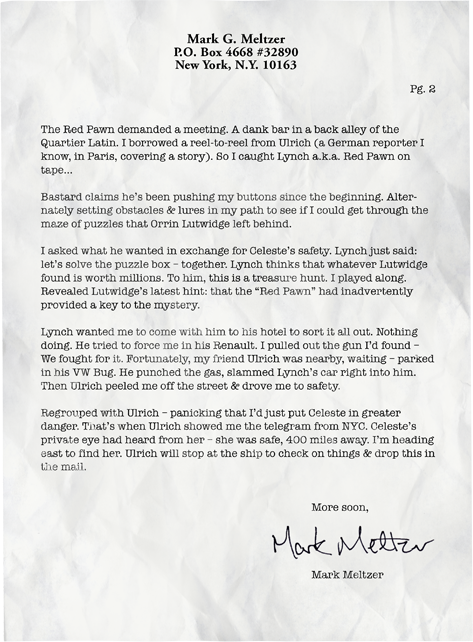 Mark G. Meltzer
P.O. Box 4668 #32890
New York, N.Y. 10163
Pg. 2
The Red Pawn demanded a meeting. A dank bar in a back alley of the
Quartier Latin. I borrowed a reel-to-reel from Ulrich (a German reporter I
know, in Paris, covering a story). So I caught Lynch a.k.a. Red Pawn on
tape...
Bastard claims he's been pushing my buttons since the beginning. Alter-
nately setting obstacles & lures in my path to see if I could get through the
maze of puzzles that Orrin Lutwidge left behind.
I asked what he wanted in exchange for Celeste's safety. Lynch just said:
let's solve the puzzle box – together. Lynch thinks that whatever Lutwidge
found is worth millions. To him, this is a treasure hunt. I played along.
Revealed Lutwidge's latest hint: that the "Red Pawn" had inadvertently
provided a key to the mystery.
Lynch wanted me to come with him to his hotel to sort it all out. Nothing
doing. He tried to force me in his Renault. I pulled out the gun I'd found –
We fought for it. Fortunately, my friend Ulrich was nearby, waiting – parked
in his VW Bug. He punched the gas, slammed Lynch's car right into him.
Then Ulrich peeled me off the street & drove me to safety.
Regrouped with Ulrich – panicking that I'd just put Celeste in greater
danger. That's when Ulrich showed me the telegram from NYC. Celeste's
private eye had heard from her – she was safe, 400 miles away. I'm heading
east to find her. Ulrich will stop at the ship to check on things & drop this in
the mail.
More soon,
Mark Meltzer
Mark Meltzer